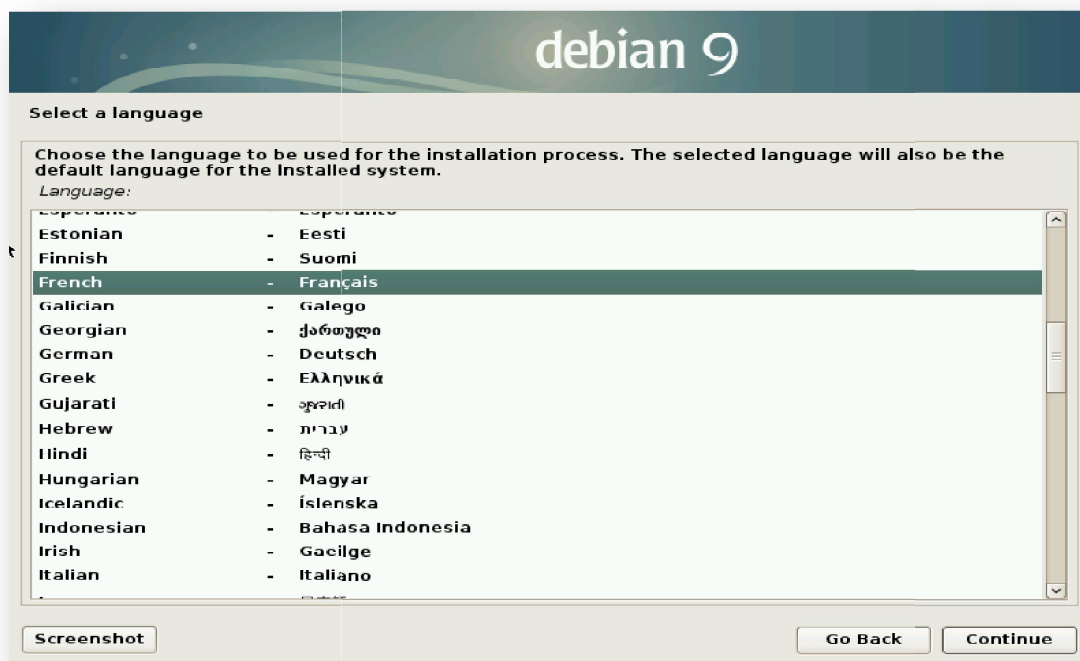 debian 9
Select a language
Choose the language to be used for the installation process. The selected language will also be the
default language for the installed system.
Language:
Esperanto - Esperanto
Estonian - Eesti
Finnish - Suomi
French - Français
Galician - Galego
Georgian - ქართული
German - Deutsch
Greek - Ελληνικά
Gujarati - ગુજરાતી
Hebrew - עברית
Hindi - हिन्दी
Hungarian - Magyar
Icelandic - Íslenska
Indonesian - Bahasa Indonesia
Irish - Gaeilge
Italian - Italiano
Screenshot Go Back Continue